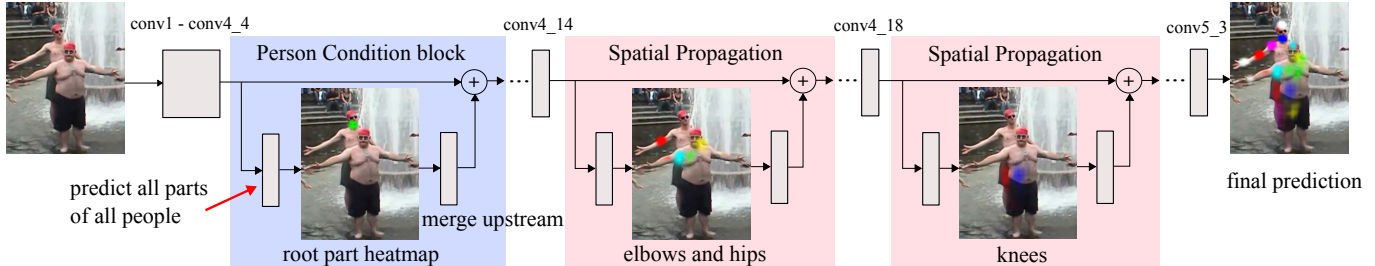 conv1 - conv4_4
Person Condition block
conv4_14
Spatial Propagation
conv4_18
Spatial Propagation
conv5_3
+
...
+
...
+
...
predict all parts
of all people
merge upstream
root part heatmap
elbows and hips
knees
final prediction